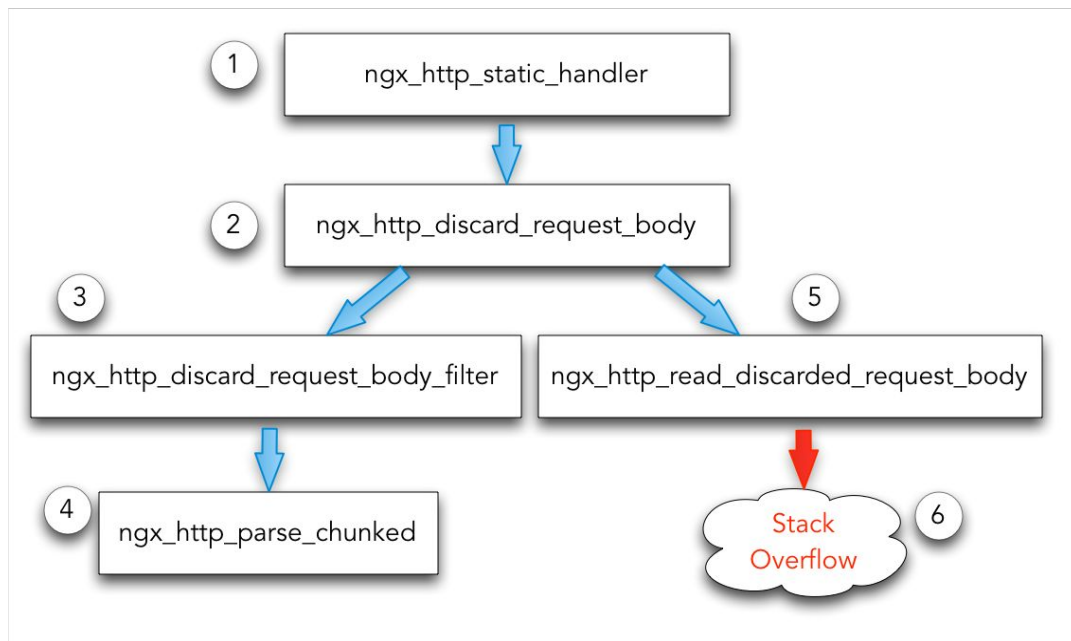 1
ngx_http_static_handler
2
ngx_http_discard_request_body
3
5
ngx_http_discard_request_body_filter
ngx_http_read_discarded_request_body
4
ngx_http_parse_chunked
6
Stack
Overflow